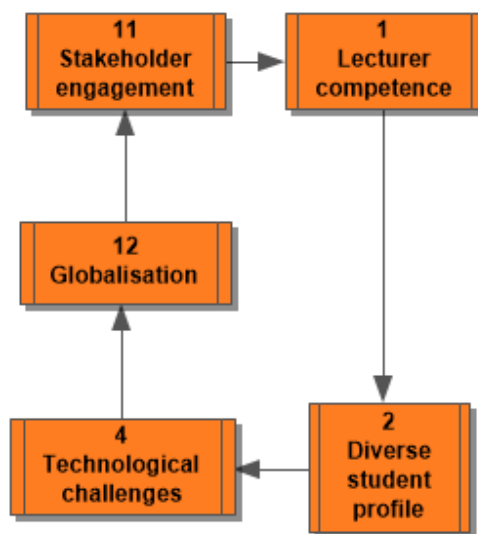 11
Stakeholder
engagement
1
Lecturer
competence
12
Globalisation
4
Technological
challenges
2
Diverse
student
profile